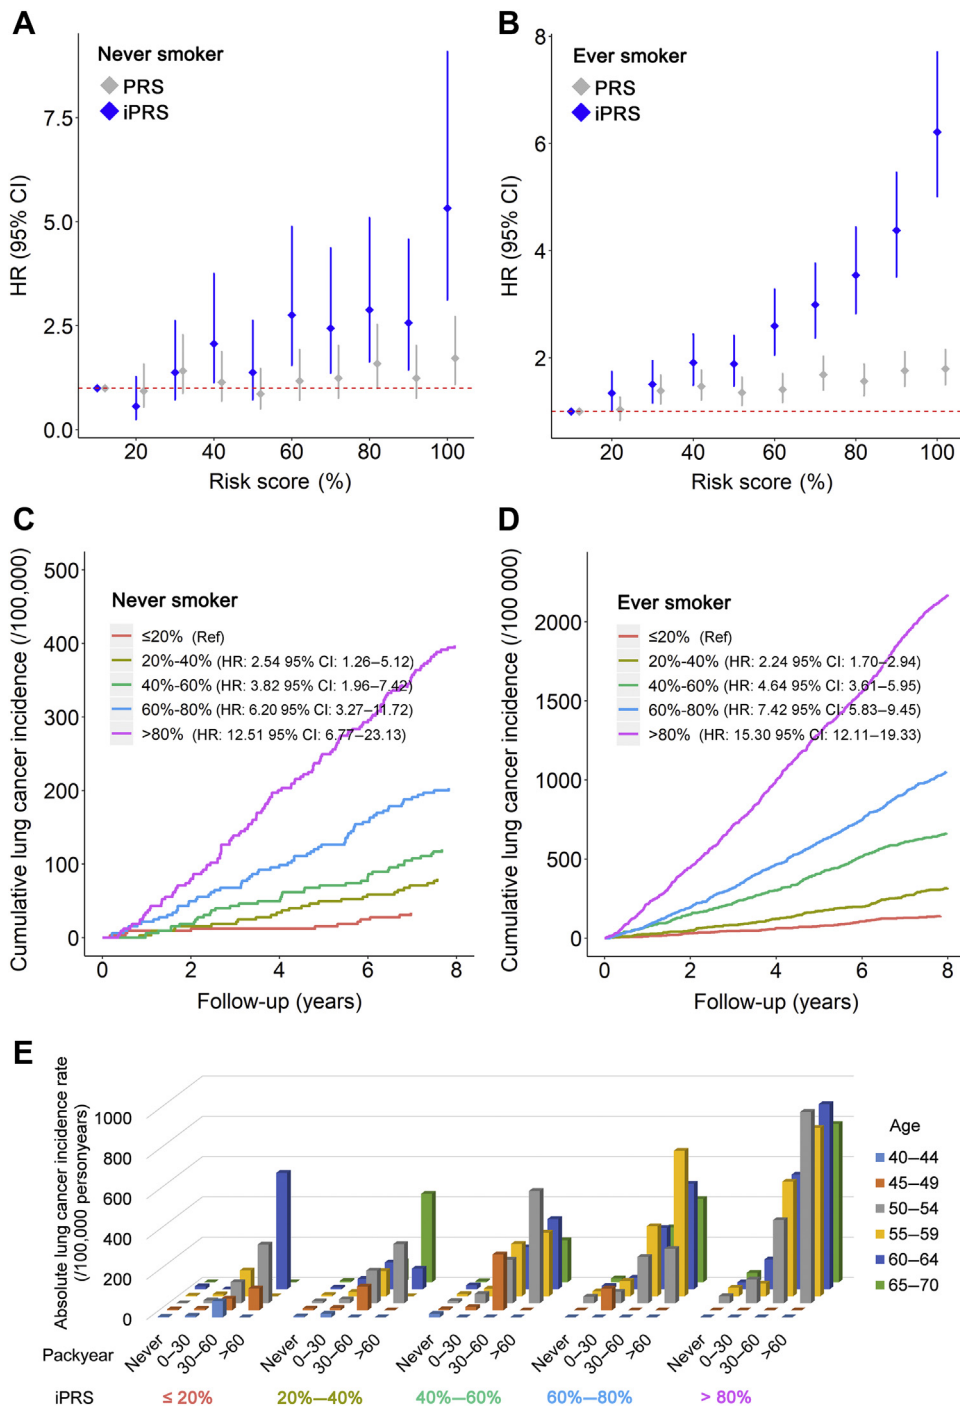 A
Never smoker
PRS
iPRS
HR (95% CI)
7.5
5.0
2.5
0.0
20 40 60 80 100
Risk score (%)
B
Ever smoker
PRS
iPRS
HR (95% CI)
8
6
4
2
20 40 60 80 100
Risk score (%)
C
Never smoker
≤20% (Ref)
20%-40% (HR: 2.54 95% CI: 1.26–5.12)
40%-60% (HR: 3.82 95% CI: 1.96–7.42)
60%-80% (HR: 6.20 95% CI: 3.27–11.72)
>80% (HR: 12.51 95% CI: 6.77–23.13)
Cumulative lung cancer incidence (/100,000)
500
400
300
200
100
0
0 2 4 6 8
Follow-up (years)
D
Ever smoker
≤20% (Ref)
20%-40% (HR: 2.24 95% CI: 1.70–2.94)
40%-60% (HR: 4.64 95% CI: 3.61–5.95)
60%-80% (HR: 7.42 95% CI: 5.83–9.45)
>80% (HR: 15.30 95% CI: 12.11–19.33)
Cumulative lung cancer incidence (/100 000)
2000
1500
1000
500
0
0 2 4 6 8
Follow-up (years)
E
Absolute lung cancer incidence rate
(/100,000 personyears)
1000
800
600
400
200
0
Age
40–44
45–49
50–54
55–59
60–64
65–70
Packyear
Never 0–30 30–60 >60 Never 0–30 30–60 >60 Never 0–30 30–60 >60 Never 0–30 30–60 >60 Never 0–30 30–60 >60
iPRS ≤ 20% 20%–40% 40%–60% 60%–80% > 80%